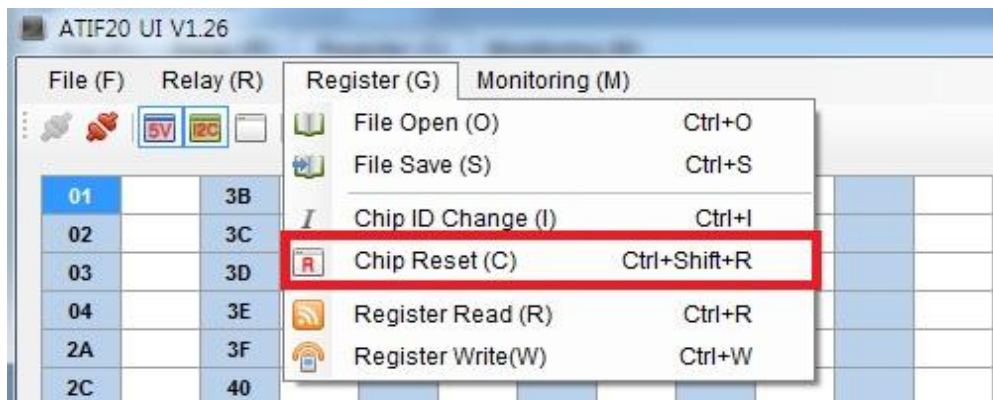 ATIF20 UI V1.26
File (F) Relay (R) Register (G) Monitoring (M)
5V I2C
File Open (O) Ctrl+O
File Save (S) Ctrl+S
I Chip ID Change (I) Ctrl+I
R Chip Reset (C) Ctrl+Shift+R
Register Read (R) Ctrl+R
Register Write(W) Ctrl+W
01 3B
02 3C
03 3D
04 3E
2A 3F
2C 40